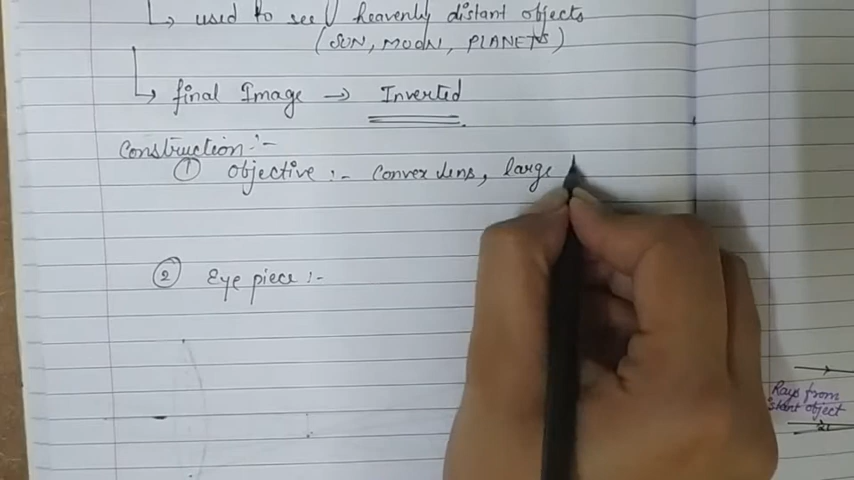 ↳ used to see heavenly distant objects
(SUN, MOON, PLANETS)
↳ final Image → Inverted
Construction :-
① Objective :- Convex lens, large
② Eye piece :-
Rays from
distant object